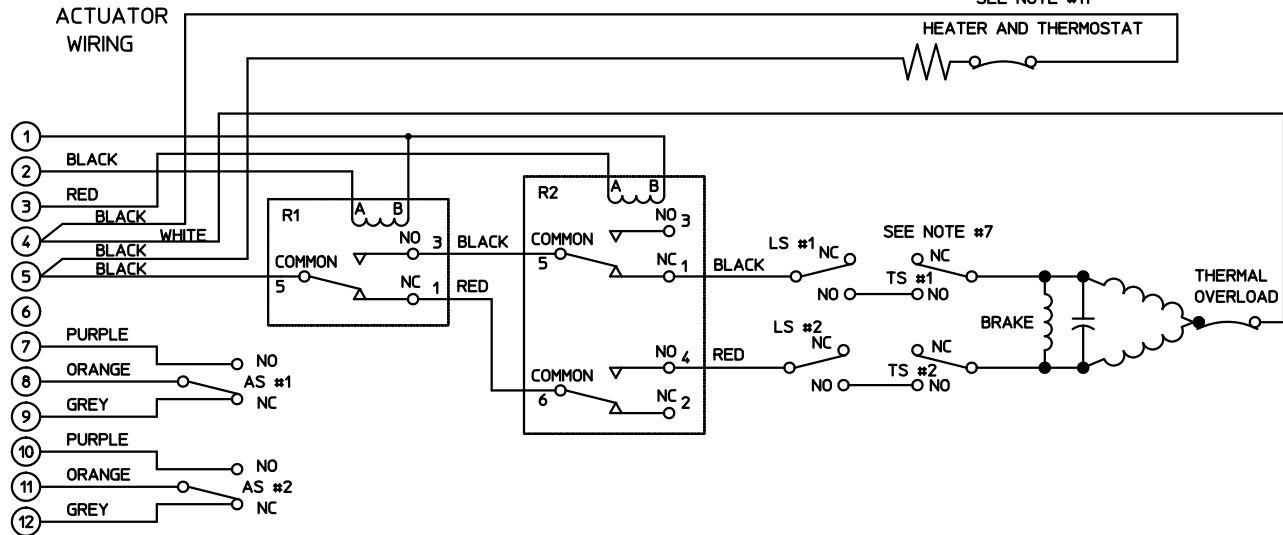 ACTUATOR
WIRING
HEATER AND THERMOSTAT
1
2 BLACK
3 RED
BLACK
4 WHITE
BLACK
5 BLACK
6
7 PURPLE
8 ORANGE
9 GREY
10 PURPLE
11 ORANGE
12 GREY
NO
AS #1
NC
NO
AS #2
NC
R1
A B
COMMON
5
NO 3 BLACK
NC 1 RED
R2
A B
NO 3
COMMON
5
NC 1 BLACK
NO 4 RED
COMMON
6
NC 2
LS #1 NC
NO
SEE NOTE #7
NC
TS #1
NO
LS #2
NC
NO
NC
TS #2
NO
BRAKE
THERMAL
OVERLOAD